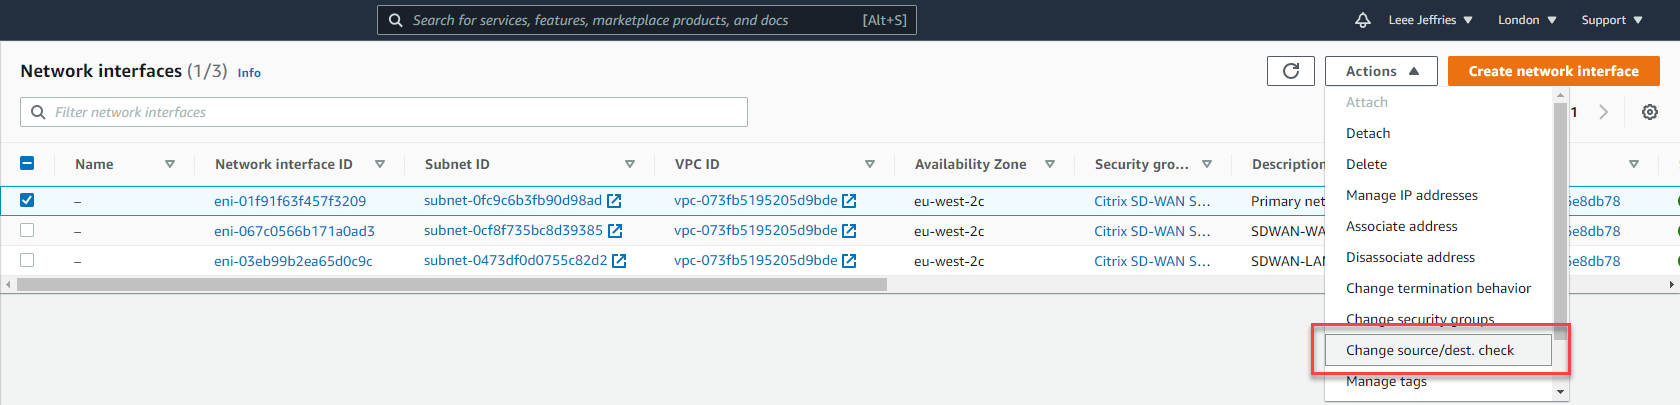 Search for services, features, marketplace products, and docs [Alt+S] Leee Jeffries London Support
Network interfaces (1/3) Info Actions Create network interface
Filter network interfaces 1
Attach
Detach
Delete
Manage IP addresses
Associate address
Disassociate address
Change termination behavior
Change security groups
Change source/dest. check
Manage tags
Name Network interface ID Subnet ID VPC ID Availability Zone Security gro... Description
– eni-01f91f63f457f3209 subnet-0fc9c6b3fb90d98ad vpc-073fb5195205d9bde eu-west-2c Citrix SD-WAN S... Primary net 6e8db78
– eni-067c0566b171a0ad3 subnet-0cf8f735bc8d39385 vpc-073fb5195205d9bde eu-west-2c Citrix SD-WAN S... SDWAN-WA 6e8db78
– eni-03eb99b2ea65d0c9c subnet-0473df0d0755c82d2 vpc-073fb5195205d9bde eu-west-2c Citrix SD-WAN S... SDWAN-LAN 6e8db78